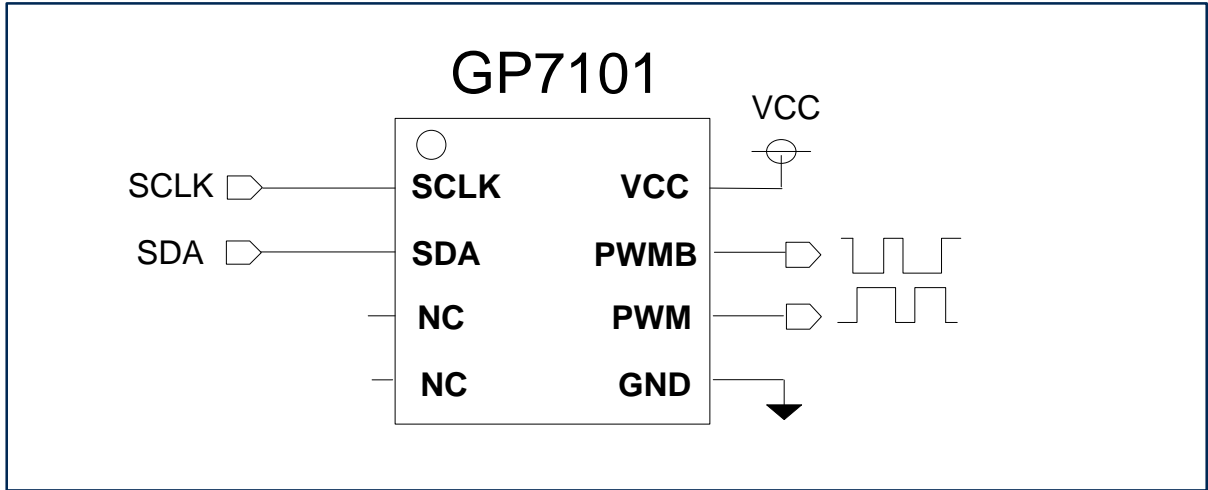 GP7101
VCC
SCLK SCLK VCC
SDA SDA PWMB
NC PWM
NC GND